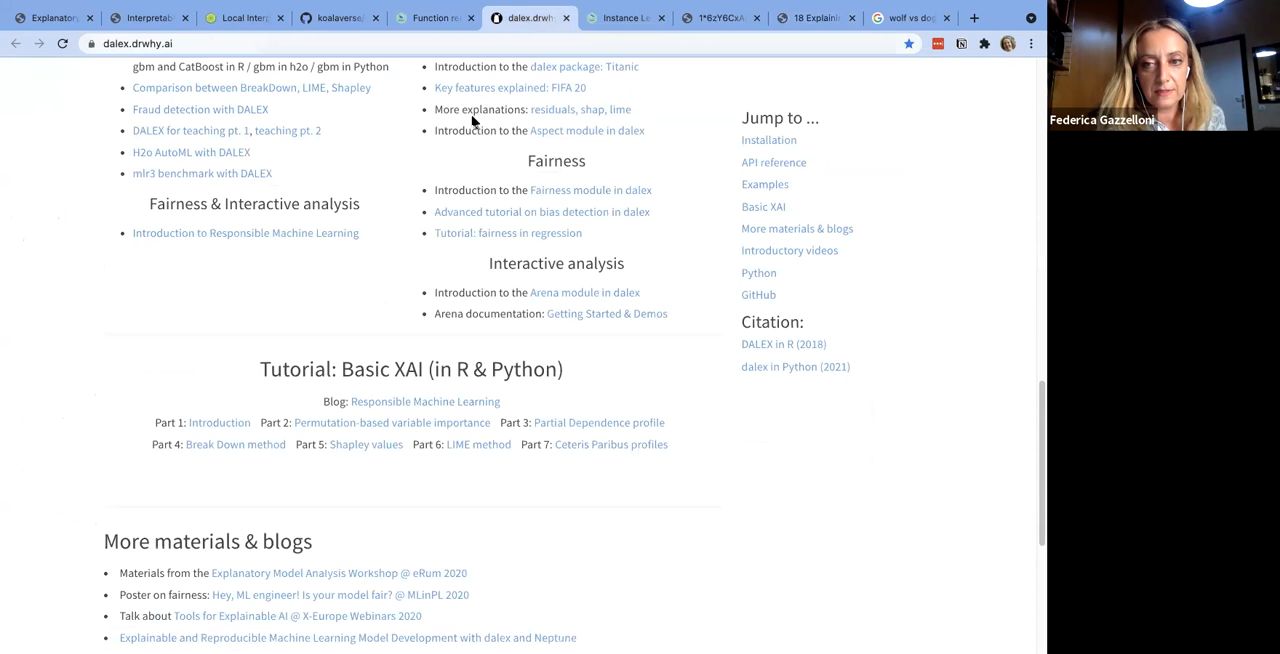 Explanatory
Interpretab
Local Inter
koalaverse/
Function re
dalex.drwh
Instance Le
1*6zY6CxA
18 Explaini
wolf vs dog
dalex.drwhy.ai
gbm and CatBoost in R / gbm in h2o / gbm in Python
• Comparison between BreakDown, LIME, Shapley
• Fraud detection with DALEX
• DALEX for teaching pt. 1, teaching pt. 2
• H2o AutoML with DALEX
• mlr3 benchmark with DALEX
Fairness & Interactive analysis
• Introduction to Responsible Machine Learning
• Introduction to the dalex package: Titanic
• Key features explained: FIFA 20
• More explanations: residuals, shap, lime
• Introduction to the Aspect module in dalex
Fairness
• Introduction to the Fairness module in dalex
• Advanced tutorial on bias detection in dalex
• Tutorial: fairness in regression
Interactive analysis
• Introduction to the Arena module in dalex
• Arena documentation: Getting Started & Demos
Tutorial: Basic XAI (in R & Python)
Blog: Responsible Machine Learning
Part 1: Introduction Part 2: Permutation-based variable importance Part 3: Partial Dependence profile
Part 4: Break Down method Part 5: Shapley values Part 6: LIME method Part 7: Ceteris Paribus profiles
More materials & blogs
• Materials from the Explanatory Model Analysis Workshop @ eRum 2020
• Poster on fairness: Hey, ML engineer! Is your model fair? @ MLinPL 2020
• Talk about Tools for Explainable AI @ X-Europe Webinars 2020
• Explainable and Reproducible Machine Learning Model Development with dalex and Neptune
Jump to ...
Installation
API reference
Examples
Basic XAI
More materials & blogs
Introductory videos
Python
GitHub
Citation:
DALEX in R (2018)
dalex in Python (2021)
Federica Gazzelloni